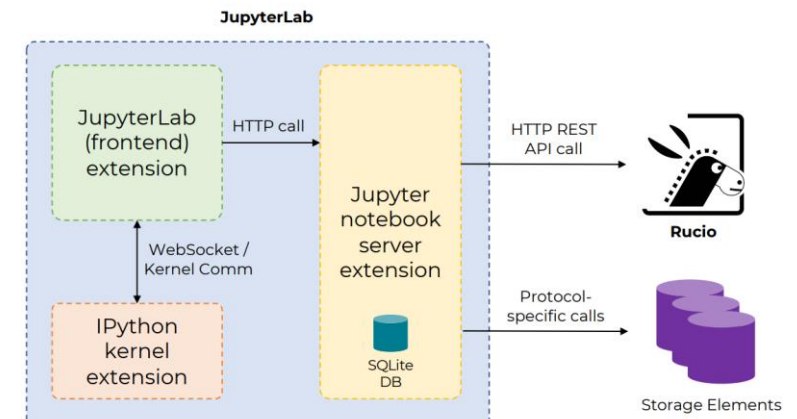 JupyterLab
JupyterLab
(frontend)
extension
HTTP call
Jupyter
notebook
server
extension
SQLite
DB
WebSocket /
Kernel Comm
IPython
kernel
extension
HTTP REST
API call
Rucio
Protocol-
specific calls
Storage Elements